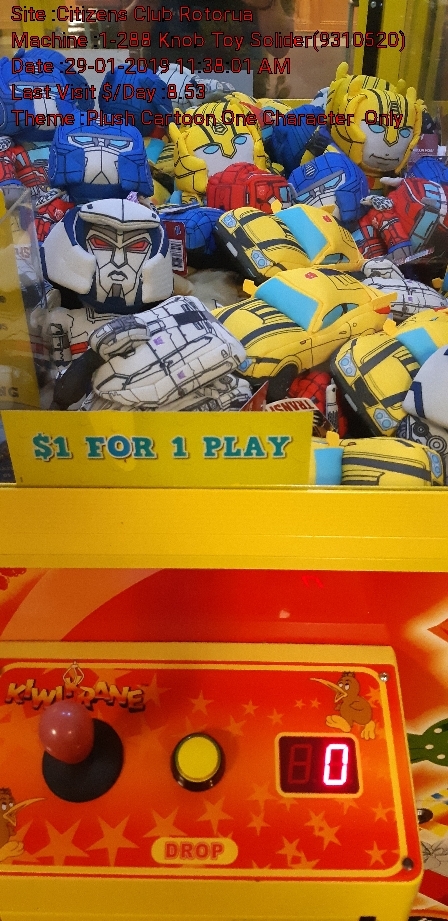 Site :Citizens Club Rotorua
Machine :1-288 Knob Toy Solider(9310520)
Date :29-01-2019 11:38:01 AM
Last Visit $/Day :8.53
Theme :Plush Cartoon One Character Only
$1 FOR 1 PLAY
KIWI CRANE
0
DROP